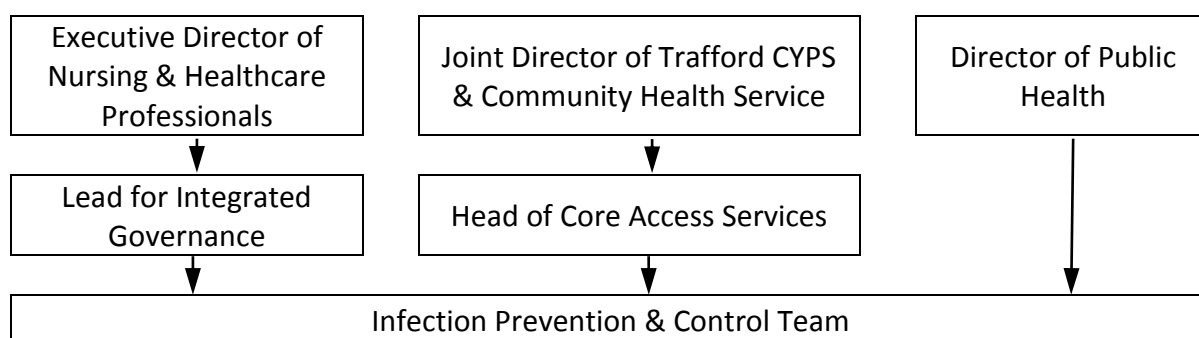 Executive Director of
Nursing & Healthcare
Professionals
Joint Director of Trafford CYPS
& Community Health Service
Director of Public
Health
Lead for Integrated
Governance
Head of Core Access Services
Infection Prevention & Control Team